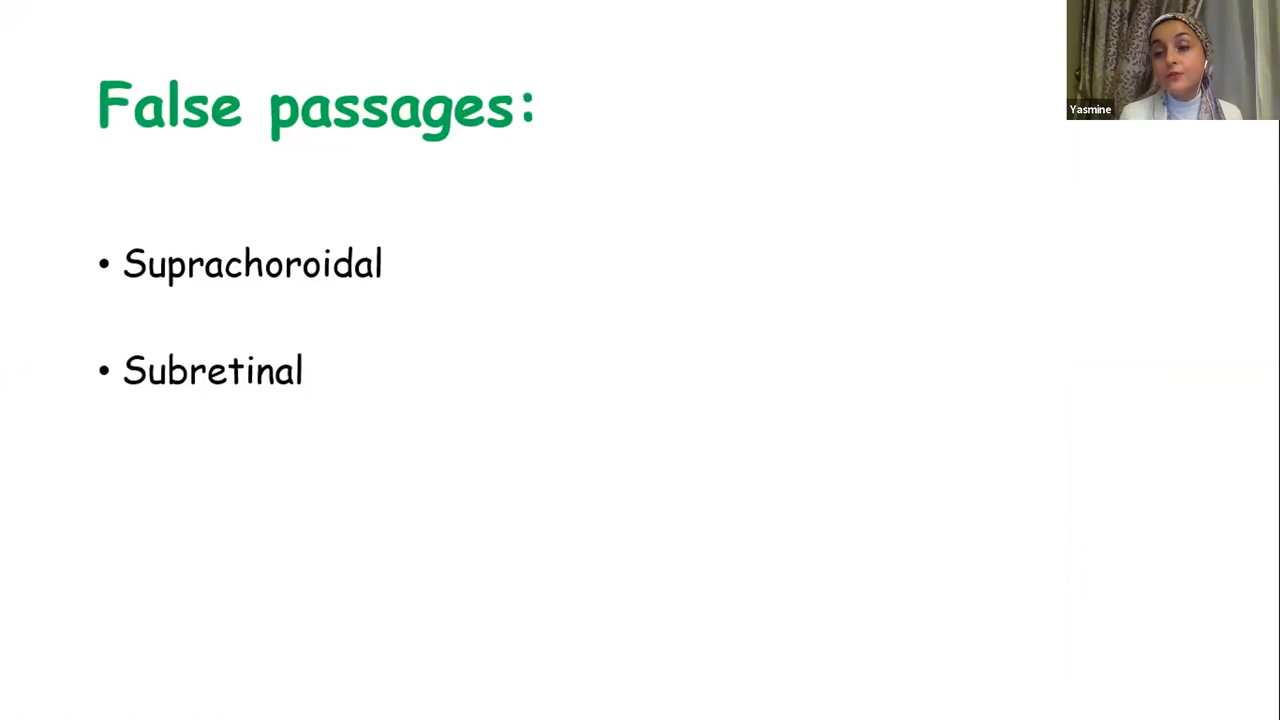 False passages:
• Suprachoroidal
• Subretinal
Yasmine